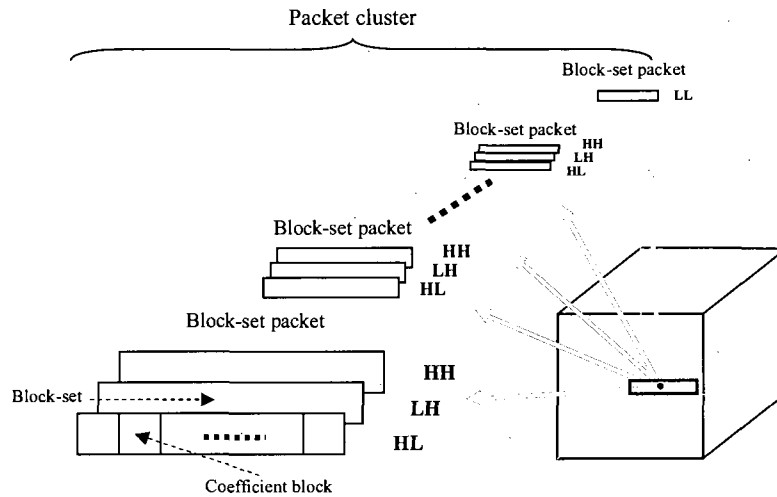 Packet cluster
Block-set packet
LL
Block-set packet
HH
LH
HL
Block-set packet
HH
LH
HL
Block-set packet
HH
Block-set
LH
HL
Coefficient block